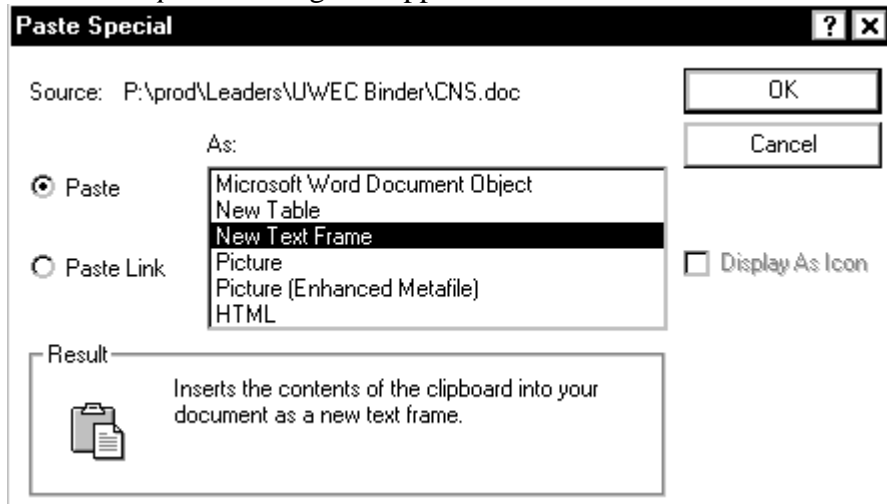 Paste Special
Source: P:\prod\Leaders\UWEC Binder\CNS.doc
OK
Cancel
As:
Paste
Paste Link
Microsoft Word Document Object
New Table
New Text Frame
Picture
Picture (Enhanced Metafile)
HTML
Display As Icon
Result
Inserts the contents of the clipboard into your
document as a new text frame.